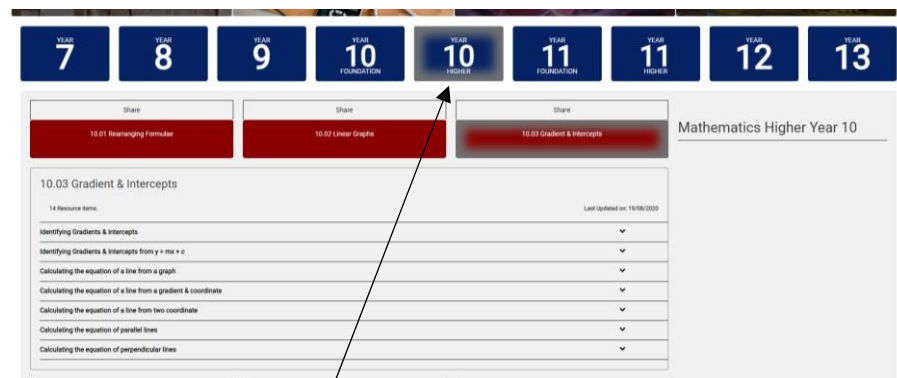 YEAR
7
YEAR
8
YEAR
9
YEAR
10
FOUNDATION
YEAR
10
HIGHER
YEAR
11
FOUNDATION
YEAR
11
HIGHER
YEAR
12
YEAR
13
Share
Share
Share
10.01 Rearranging Formulae
10.02 Linear Graphs
10.03 Gradient & Intercepts
Mathematics Higher Year 10
10.03 Gradient & Intercepts
14 Resource items.
Last Updated on: 19/08/2020
Identifying Gradients & Intercepts
Identifying Gradients & Intercepts from y = mx + c
Calculating the equation of a line from a graph
Calculating the equation of a line from a gradient & coordinate
Calculating the equation of a line from two coordinate
Calculating the equation of parallel lines
Calculating the equation of perpendicular lines